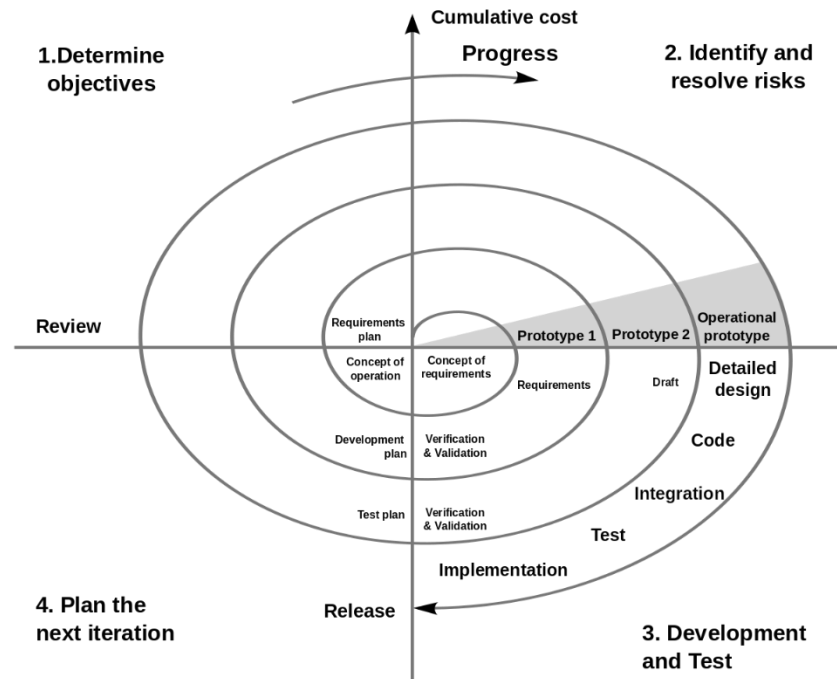 Cumulative cost
1.Determine
objectives
Progress
2. Identify and
resolve risks
Review
Requirements
plan
Prototype 1
Prototype 2
Operational
prototype
Concept of
operation
Concept of
requirements
Requirements
Draft
Detailed
design
Development
plan
Verification
& Validation
Code
Test plan
Verification
& Validation
Integration
Test
Implementation
Release
4. Plan the
next iteration
3. Development
and Test